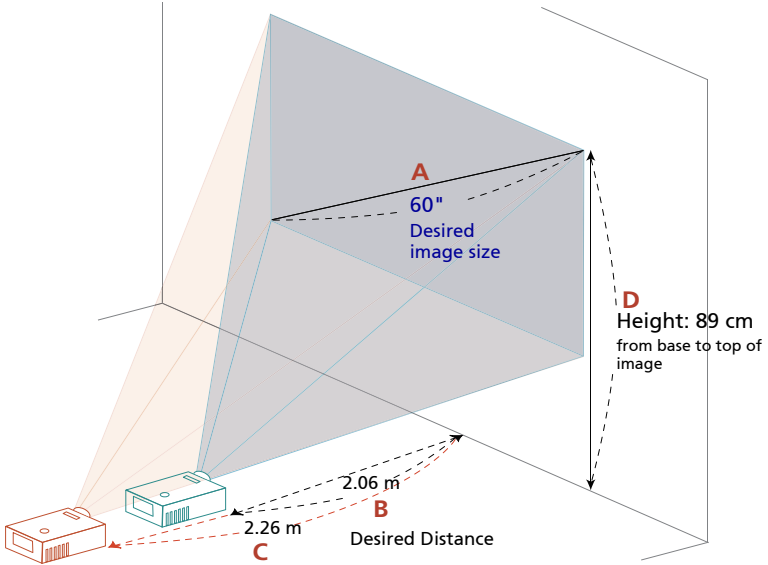 A
60"
Desired
image size
D
Height: 89 cm
from base to top of
image
2.06 m
B
2.26 m
C
Desired Distance